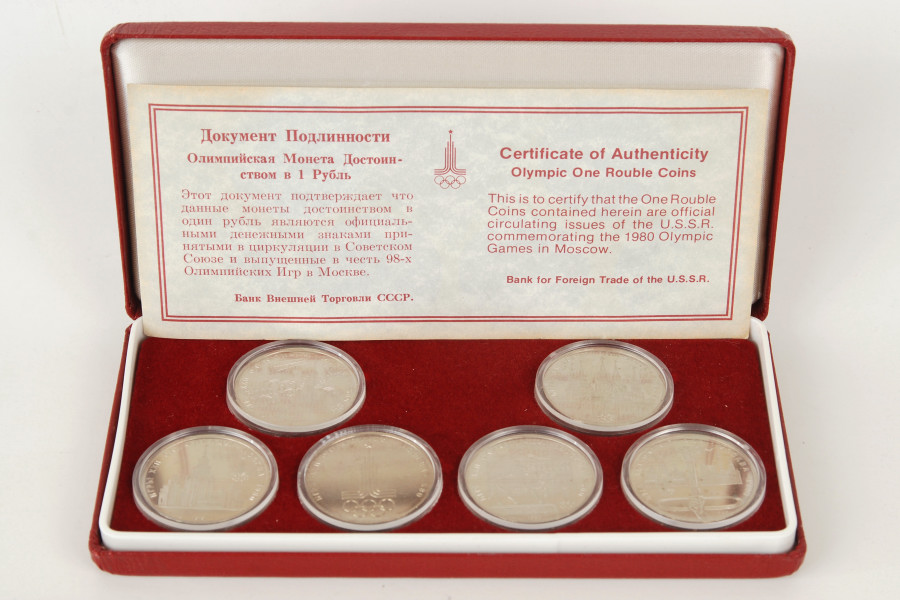 Документ Подлинности
Олимпийская Монета Достоин-
ством в 1 Рубль
Этот документ подтверждает что
данные монеты достоинством в
один рубль являются официаль-
ными денежными знаками при-
нятыми в циркуляции в Советском
Союзе и выпущенные в честь 98-х
Олимпийских Игр в Москве.
Банк Внешней Торговли СССР.
Certificate of Authenticity
Olympic One Rouble Coins
This is to certify that the One Rouble
Coins contained herein are official
circulating issues of the U.S.S.R.
commemorating the 1980 Olympic
Games in Moscow.
Bank for Foreign Trade of the U.S.S.R.